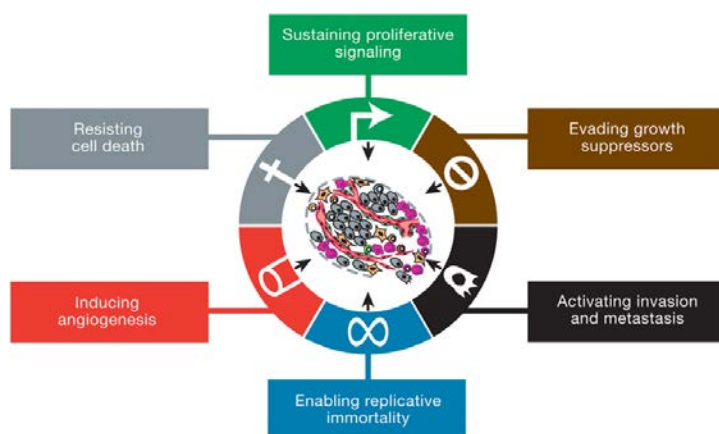 Sustaining proliferative
signaling
Resisting
cell death
Evading growth
suppressors
Inducing
angiogenesis
Activating invasion
and metastasis
Enabling replicative
immortality